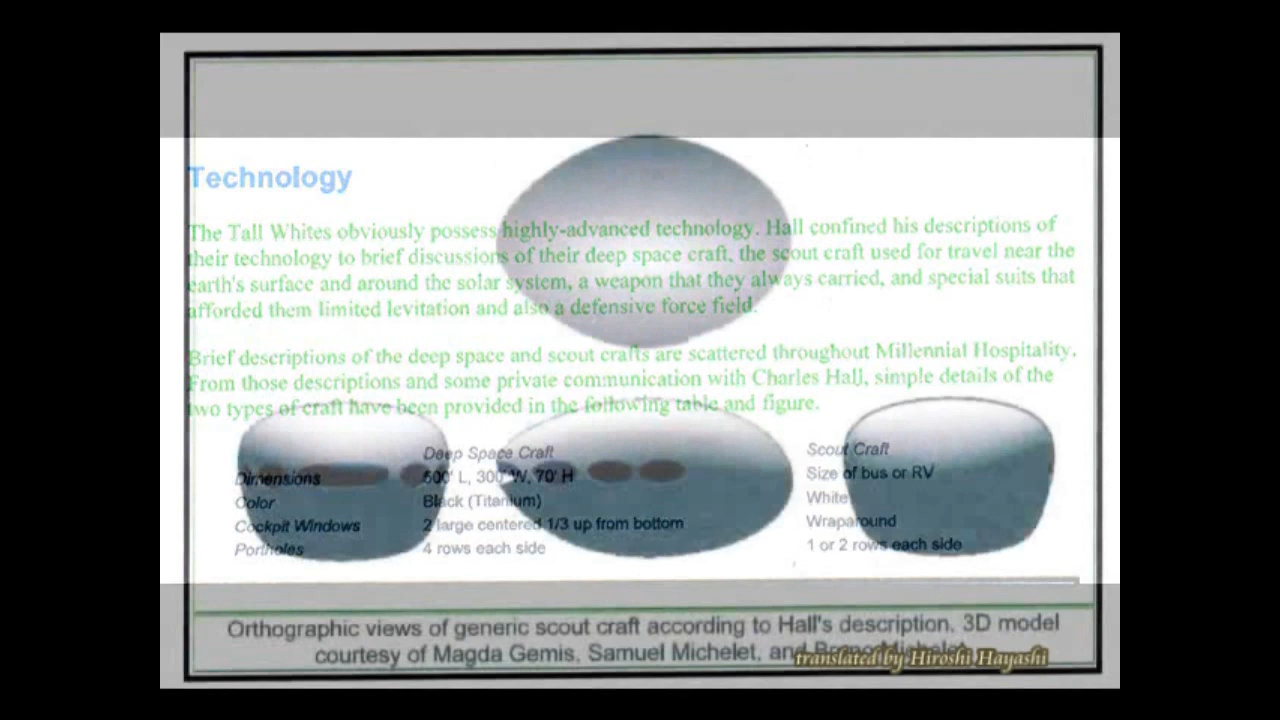 Technology
The Tall Whites obviously possess highly-advanced technology. Hall confined his descriptions of
their technology to brief discussions of their deep space craft, the scout craft used for travel near the
earth's surface and around the solar system, a weapon that they always carried, and special suits that
afforded them limited levitation and also a defensive force field.
Brief descriptions of the deep space and scout crafts are scattered throughout Millennial Hospitality.
From those descriptions and some private communication with Charles Hall, simple details of the
two types of craft have been provided in the following table and figure.
Deep Space Craft Scout Craft
Dimensions 600' L, 300' W, 70' H Size of bus or RV
Color Black (Titanium) White
Cockpit Windows 2 large centered 1/3 up from bottom Wraparound
Portholes 4 rows each side 1 or 2 rows each side
Orthographic views of generic scout craft according to Hall's description. 3D model
courtesy of Magda Gemis, Samuel Michelet, and
translated by Hiroshi Hayashi